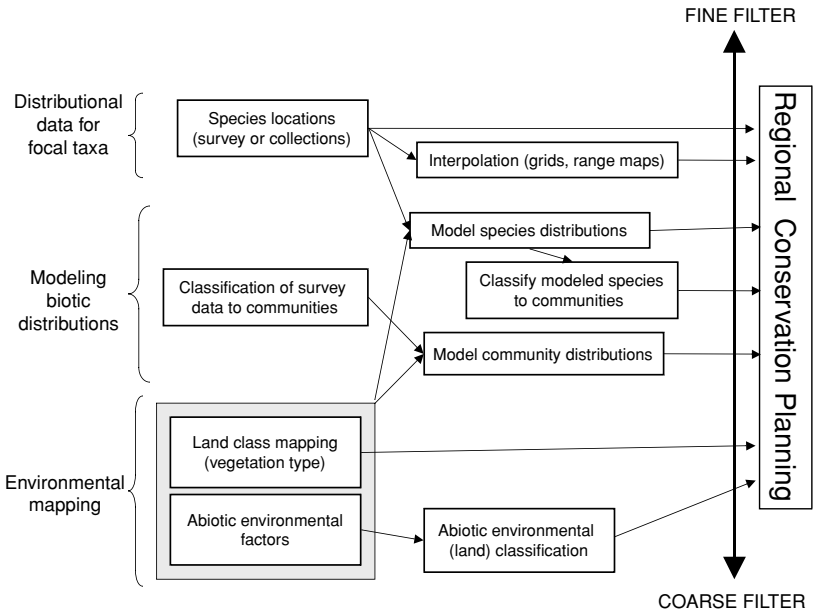 FINE FILTER
Distributional
data for
focal taxa
Species locations
(survey or collections)
Interpolation (grids, range maps)
Modeling
biotic
distributions
Model species distributions
Classify modeled species
to communities
Classification of survey
data to communities
Model community distributions
Environmental
mapping
Land class mapping
(vegetation type)
Abiotic environmental
factors
Abiotic environmental
(land) classification
Regional Conservation Planning
COARSE FILTER